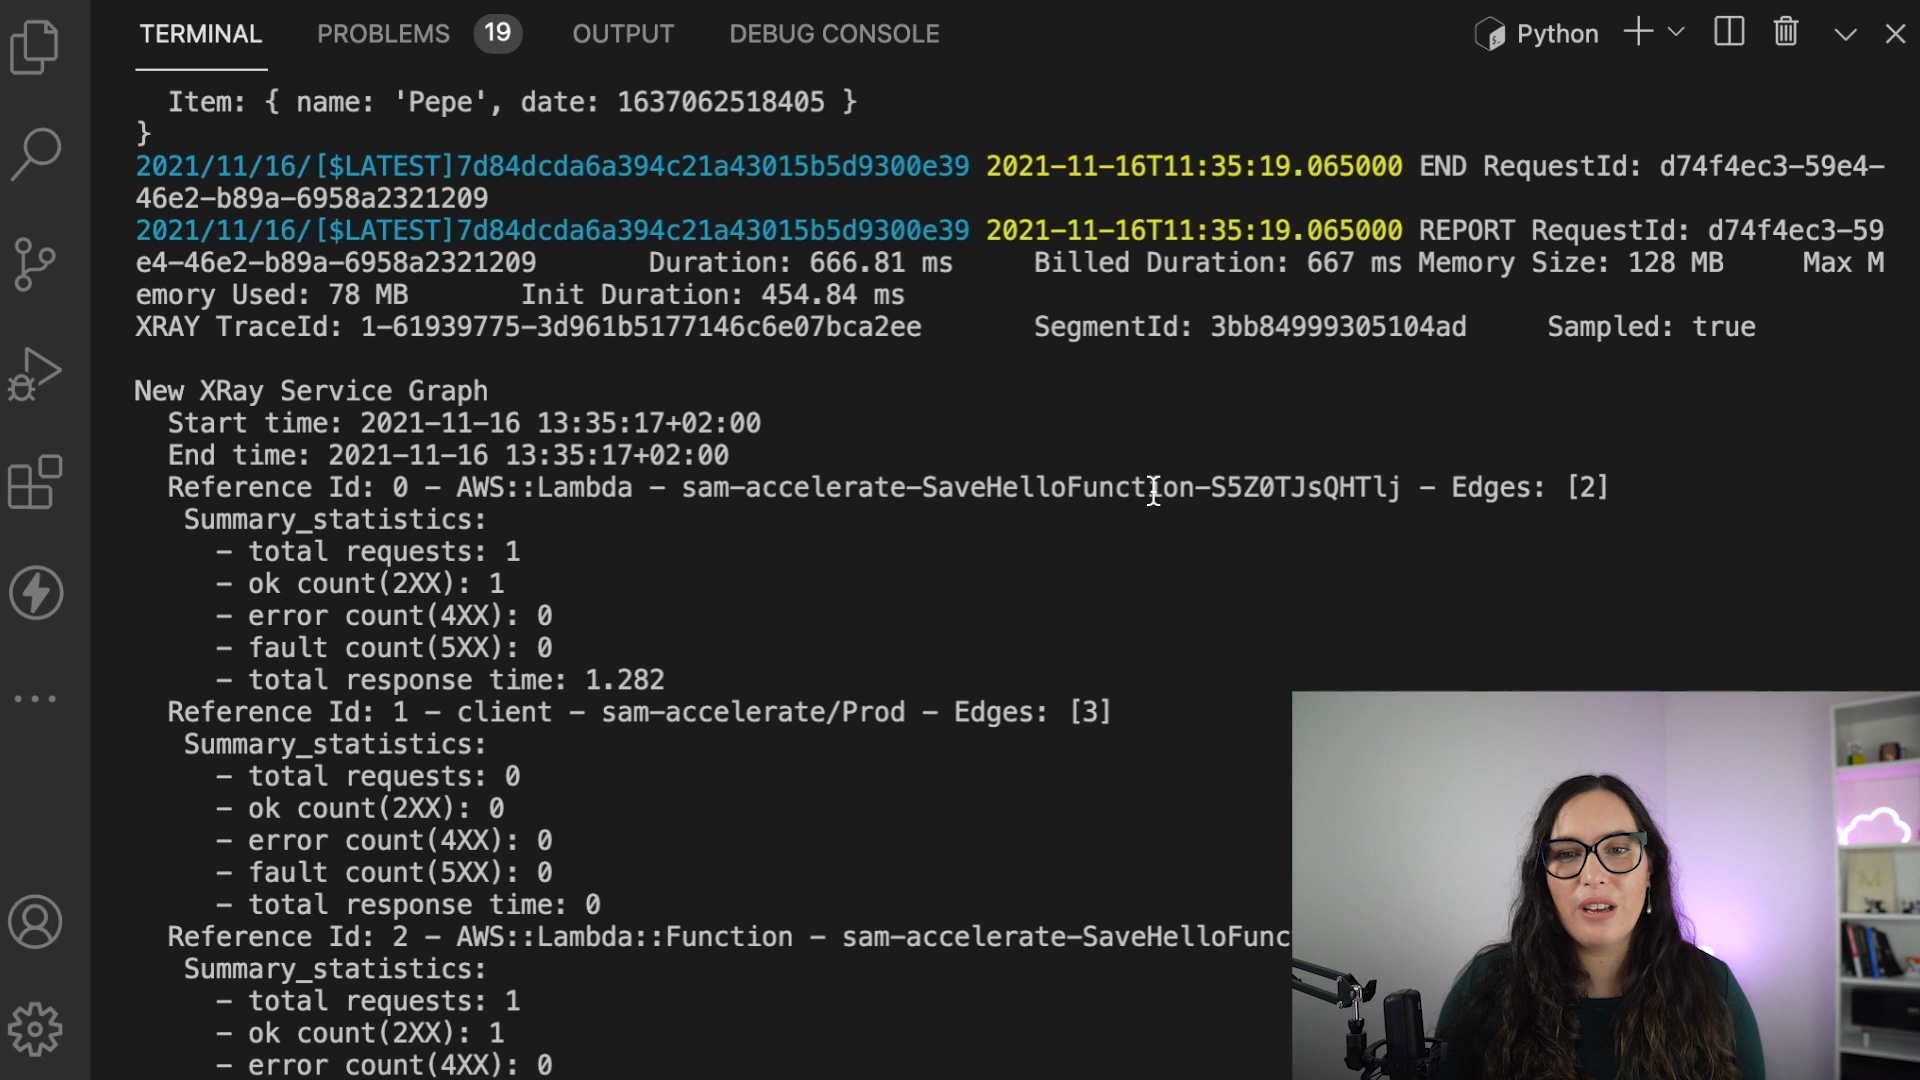 TERMINAL PROBLEMS 19 OUTPUT DEBUG CONSOLE Python
Item: { name: 'Pepe', date: 1637062518405 }
}
2021/11/16/[$LATEST]7d84dcda6a394c21a43015b5d9300e39 2021-11-16T11:35:19.065000 END RequestId: d74f4ec3-59e4-
46e2-b89a-6958a2321209
2021/11/16/[$LATEST]7d84dcda6a394c21a43015b5d9300e39 2021-11-16T11:35:19.065000 REPORT RequestId: d74f4ec3-59
e4-46e2-b89a-6958a2321209 Duration: 666.81 ms Billed Duration: 667 ms Memory Size: 128 MB Max M
emory Used: 78 MB Init Duration: 454.84 ms
XRAY TraceId: 1-61939775-3d961b5177146c6e07bca2ee SegmentId: 3bb84999305104ad Sampled: true
New XRay Service Graph
Start time: 2021-11-16 13:35:17+02:00
End time: 2021-11-16 13:35:17+02:00
Reference Id: 0 - AWS::Lambda - sam-accelerate-SaveHelloFunction-S5Z0TJsQHTlj - Edges: [2]
Summary_statistics:
- total requests: 1
- ok count(2XX): 1
- error count(4XX): 0
- fault count(5XX): 0
- total response time: 1.282
Reference Id: 1 - client - sam-accelerate/Prod - Edges: [3]
Summary_statistics:
- total requests: 0
- ok count(2XX): 0
- error count(4XX): 0
- fault count(5XX): 0
- total response time: 0
Reference Id: 2 - AWS::Lambda::Function - sam-accelerate-SaveHelloFunc
Summary_statistics:
- total requests: 1
- ok count(2XX): 1
- error count(4XX): 0